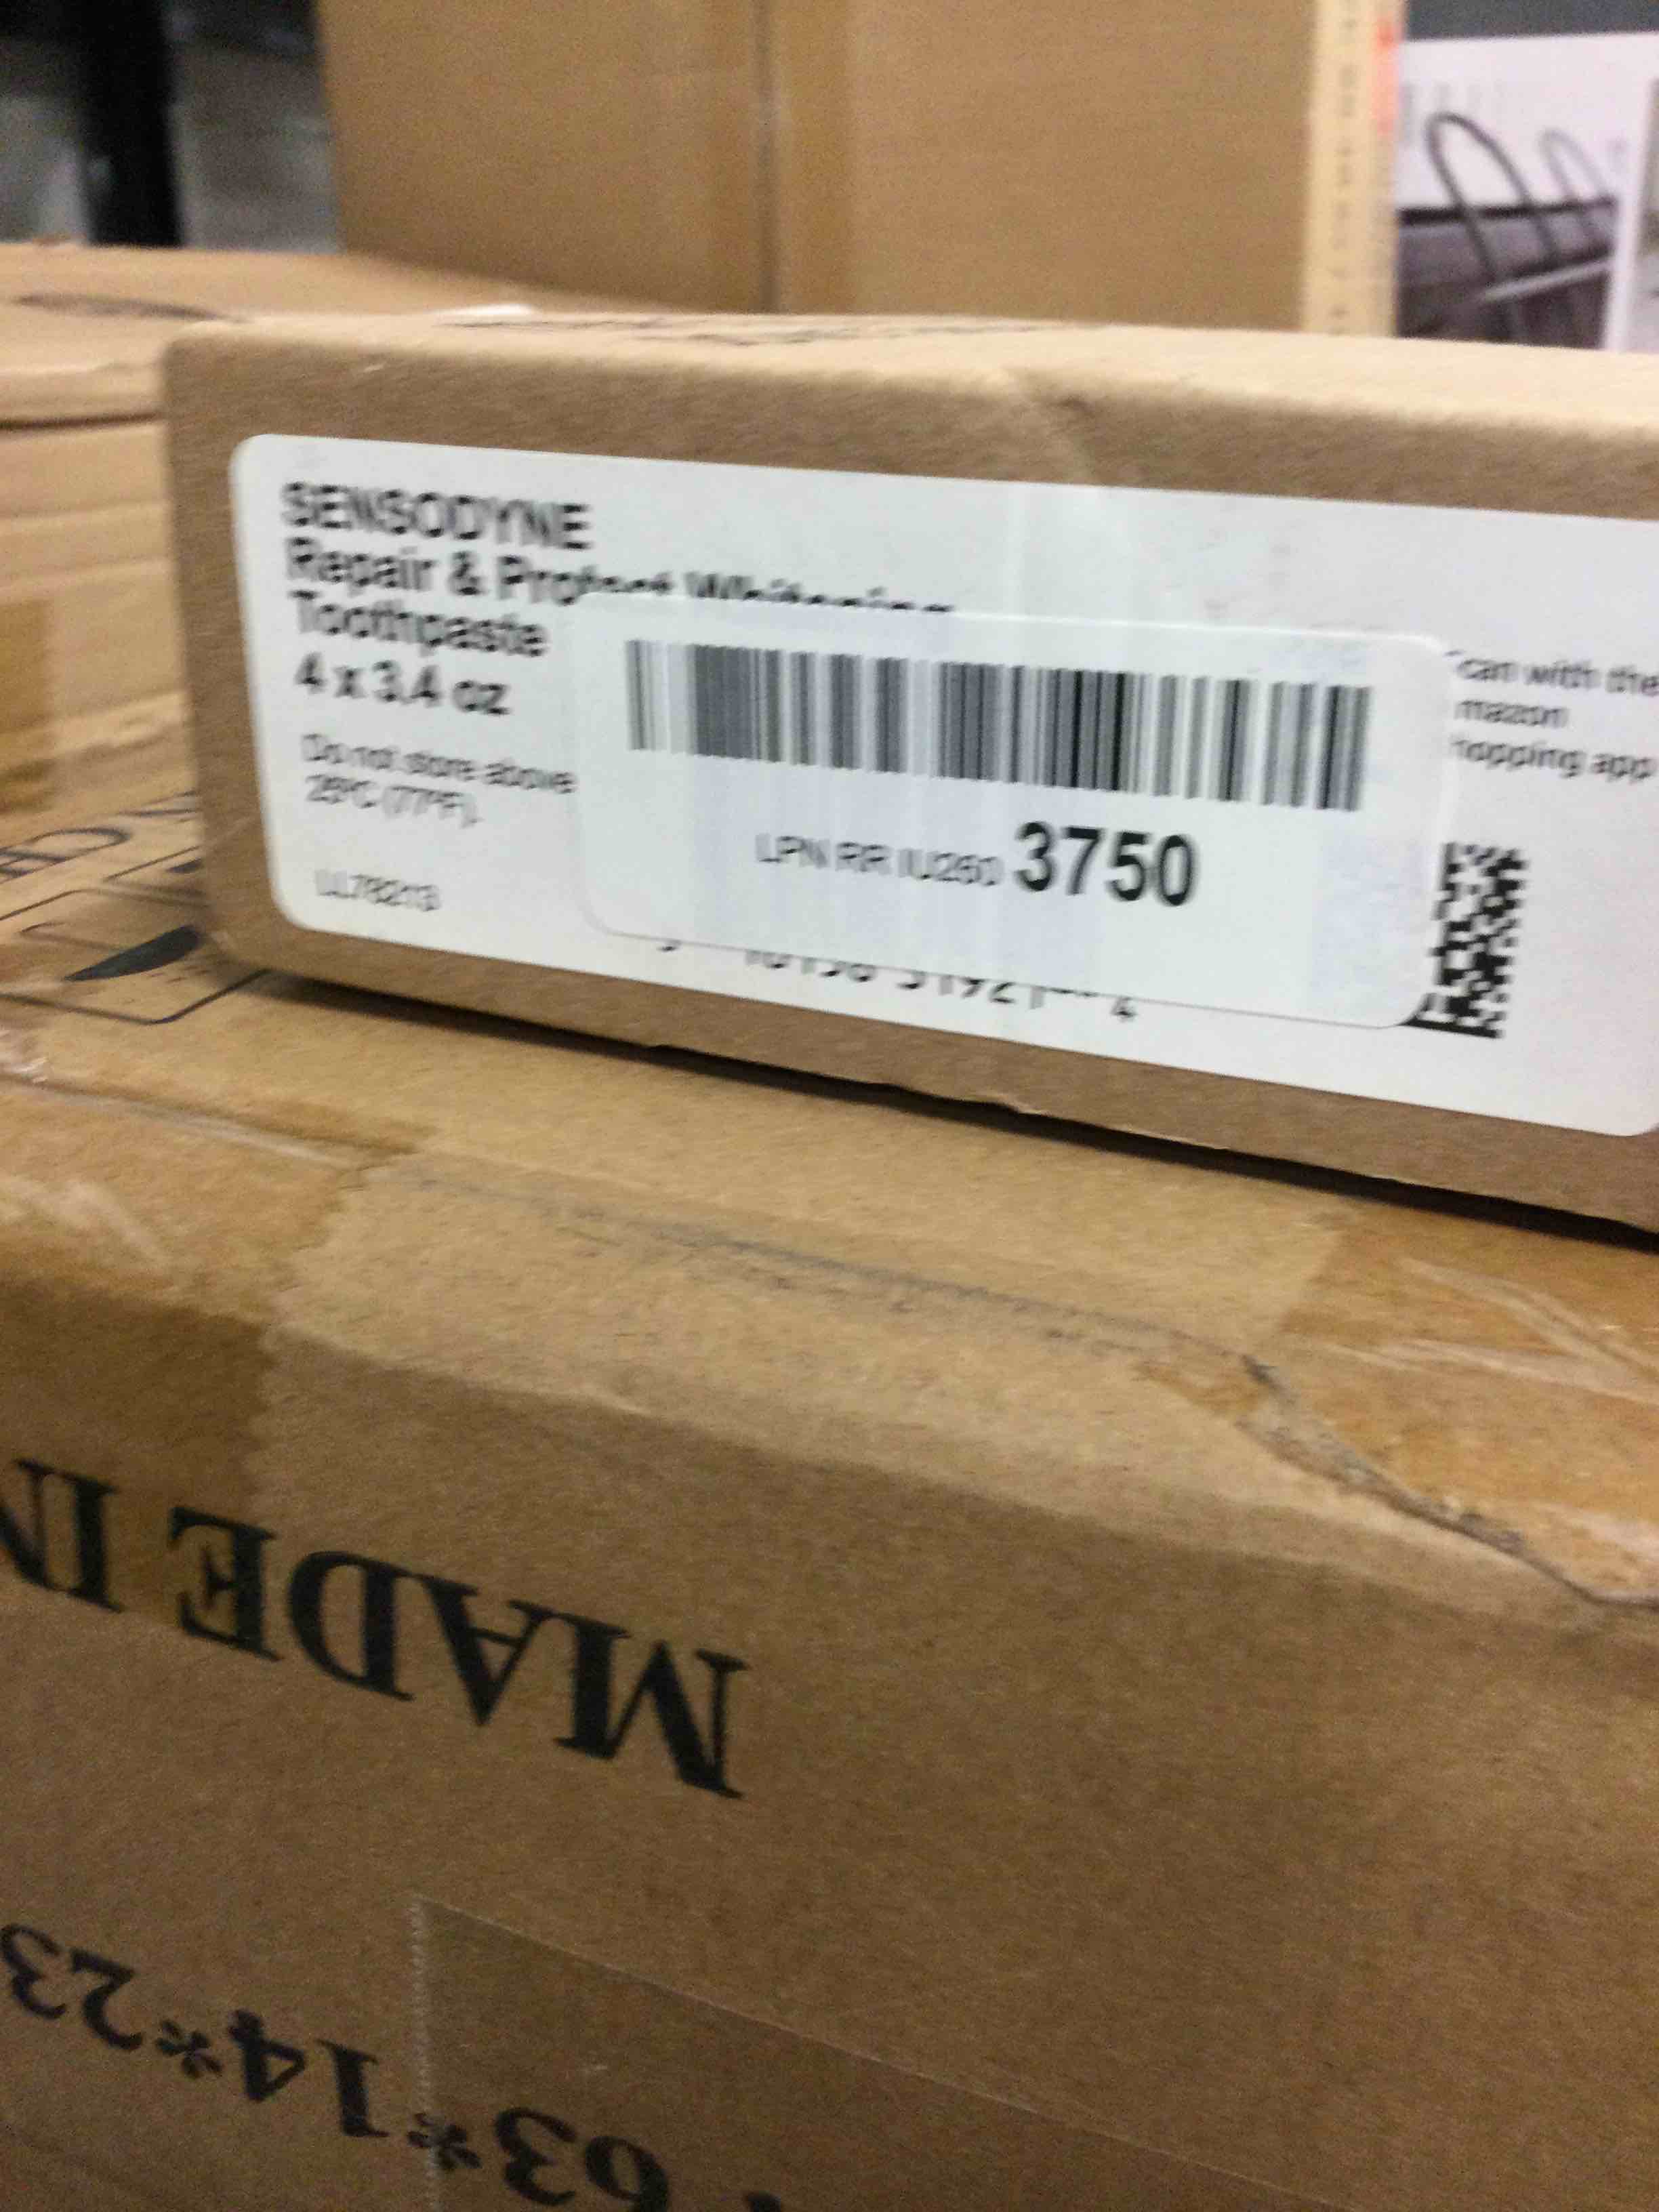 SENSODYNE
Repair & Protect Whitening
Toothpaste
4 x 3.4 oz
Do not store above
25°C (77°F).
LPN RR IU260 3750
can with the
mazon
hopping app
MADE IN
63*14*23